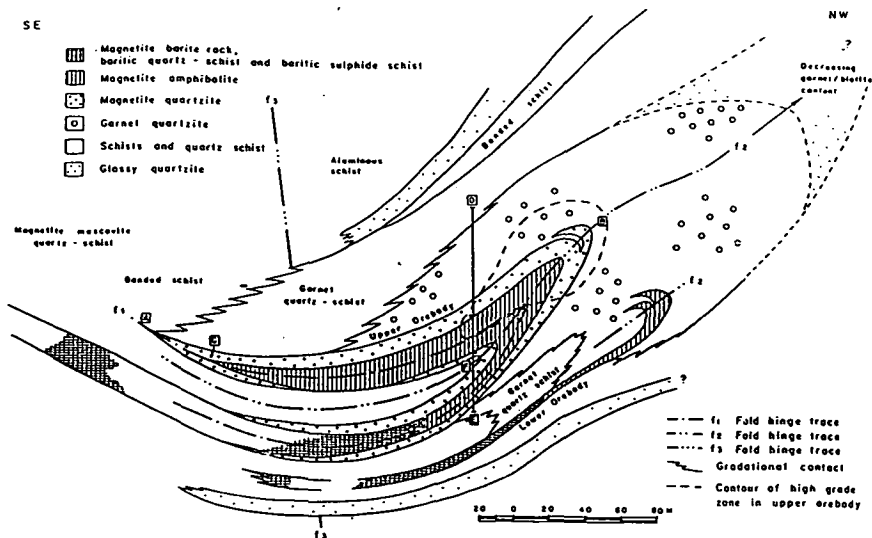 SE
NW
Magnetite barite rock,
baritic quartz - schist and baritic sulphide schist
Magnetite amphibolite
Magnetite quartzite
Garnet quartzite
Schists and quartz schist
Glassy quartzite
f3
Aluminous
schist
Banded schist
?
Decreasing
garnet/biotite
content
f2
Magnetite muscovite
quartz - schist
Banded schist
Garnet
quartz - schist
Upper Orebody
f1
A
C
D
B
f2
Garnet
quartz schist
Lower Orebody
?
f3
f1 Fold hinge trace
f2 Fold hinge trace
f3 Fold hinge trace
Gradational contact
Contour of high grade
zone in upper orebody
20 0 20 40 60 80 M